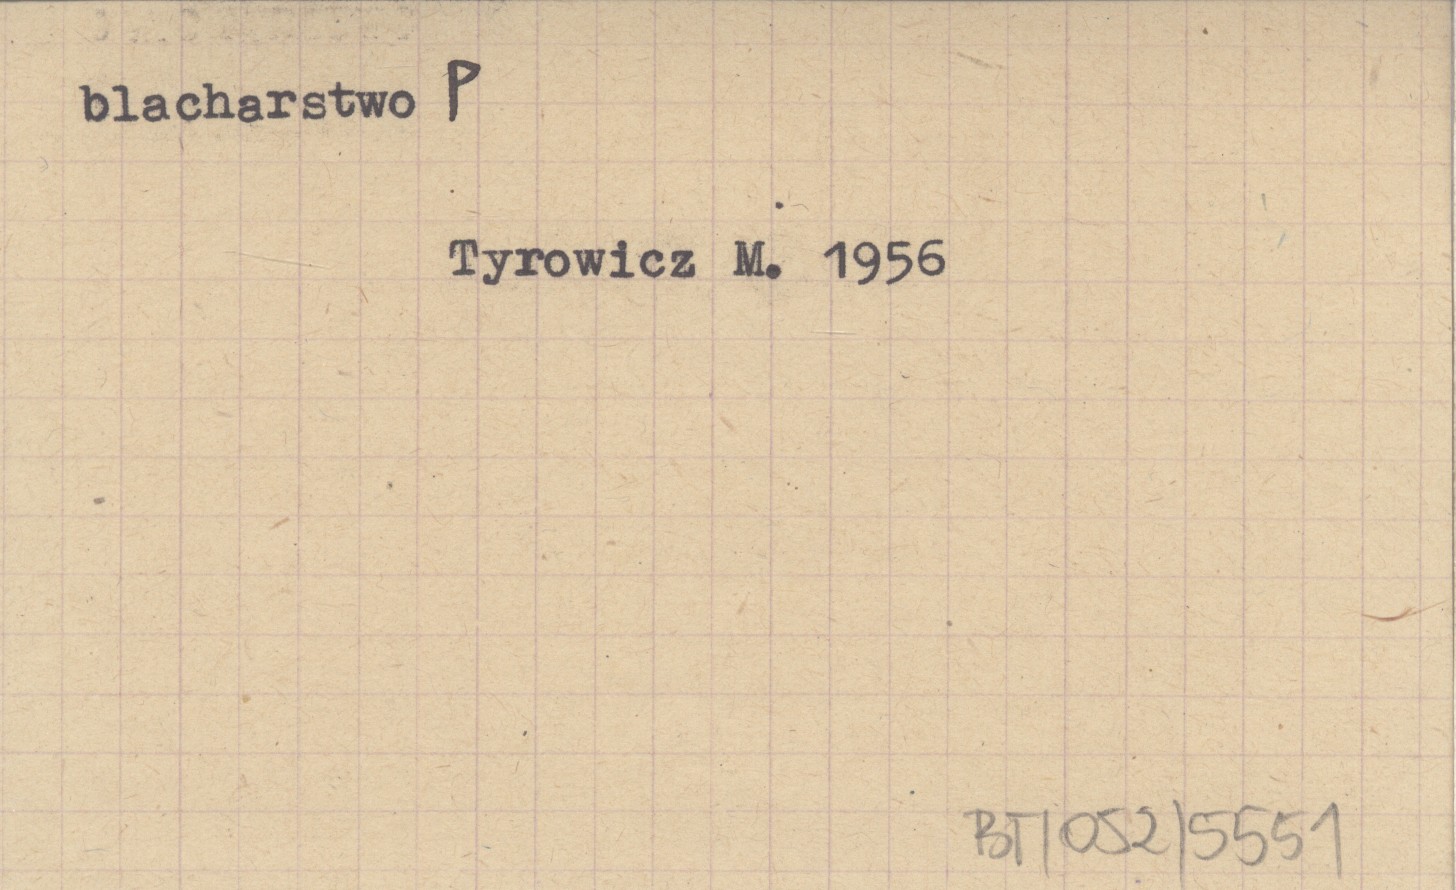 blacharstwo P
Tyrowicz M. 1956
BT/052/5551